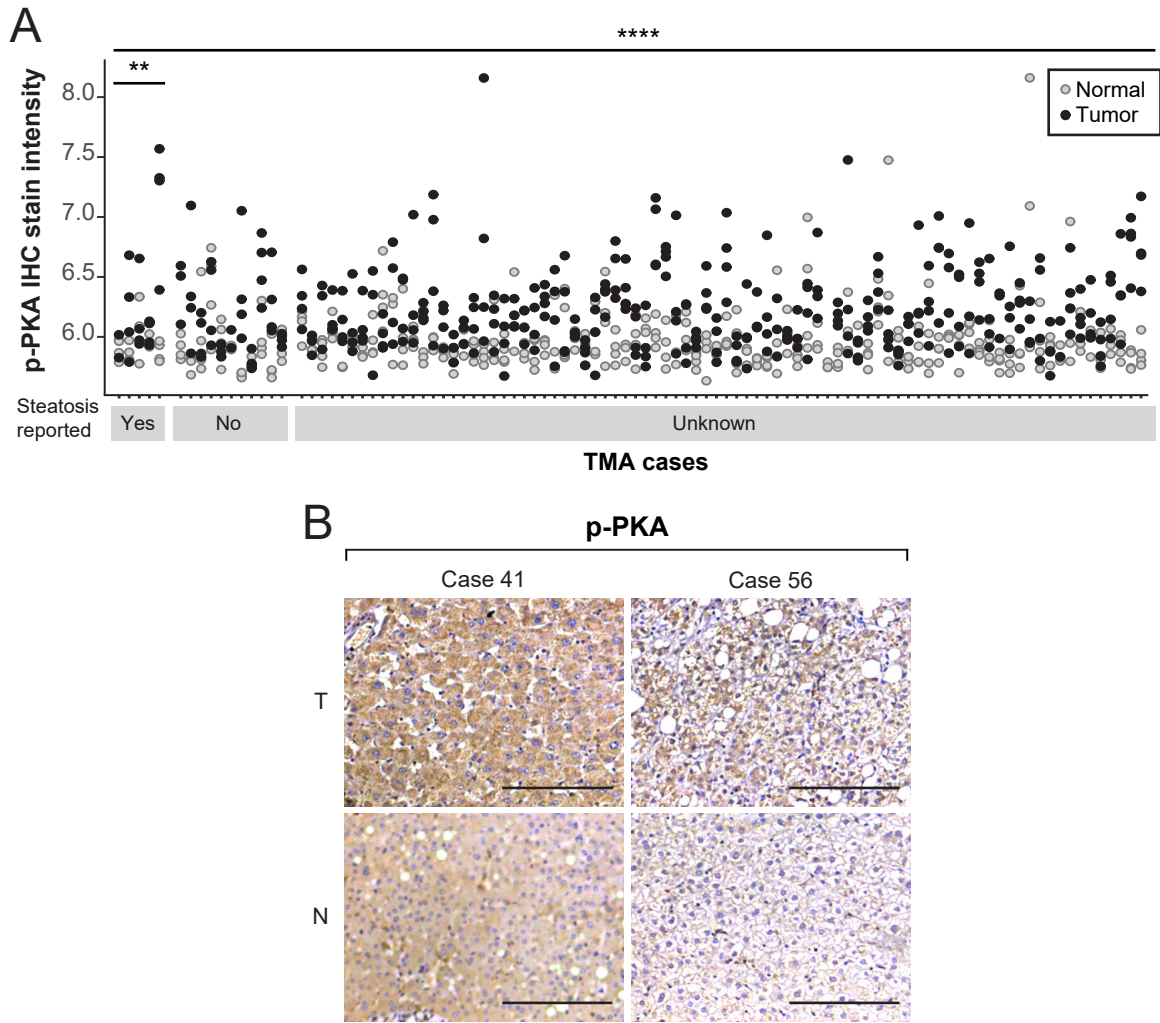 A
****
**
p-PKA IHC stain intensity
8.0
7.5
7.0
6.5
6.0
Normal
Tumor
Steatosis
reported
Yes
No
Unknown
TMA cases
B
p-PKA
Case 41
Case 56
T
N